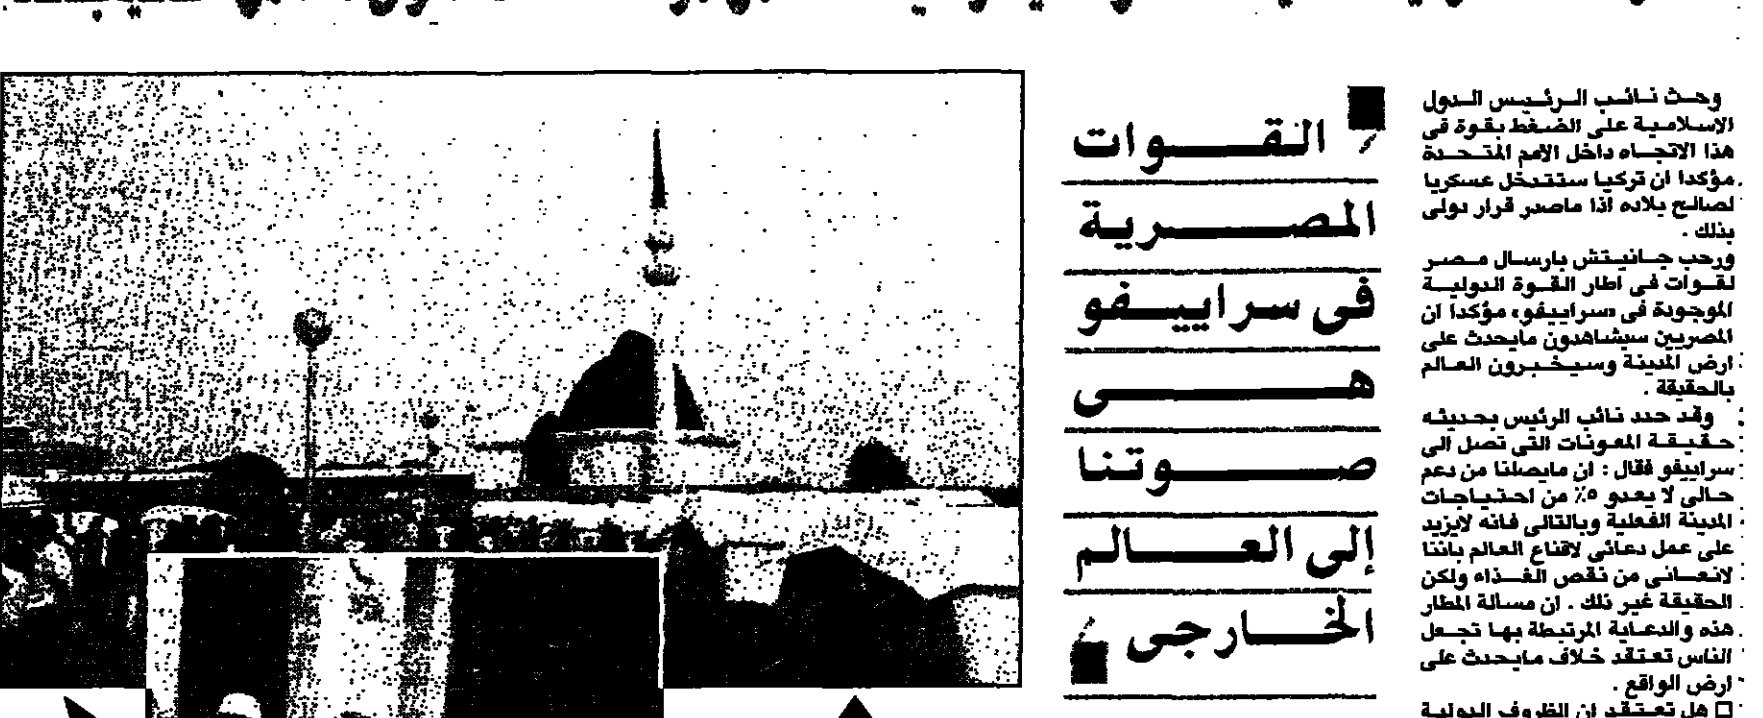 وحث نائب الرئيس الدول
الاسلامية على الضغط بقوة فى
هذا الاتجاه داخل الامم المتحدة
مؤكدا ان تركيا ستتدخل عسكريا
لصالح بلاده اذا ماصدر قرار دولى
بذلك .
ورحب جانيتش بارسال مصر
لقوات فى اطار القوة الدولية
الموجودة فى «سراييفو» مؤكدا ان
المصريين سيشاهدون مايحدث على
ارض المدينة وسيخبرون العالم
بالحقيقة .
وقد حدد نائب الرئيس بحديثه
حقيقة المعونات التى تصل الى
سراييفو فقال : ان مايصلنا من دعم
حالى لا يعدو ٥٪ من احتياجات
المدينة الفعلية وبالتالى فانه لايزيد
على عمل دعائى لاقناع العالم باننا
لانعانى من نقص الغذاء ولكن
الحقيقة غير ذلك . ان مسالة المطار
هذه والدعاية المرتبطة بها تجعل
الناس تعتقد خلاف مايحدث على
ارض الواقع .
□ هل تعتقد ان الظروف الدولية
القوات
المصرية
فى سراييفو
هى
صوتنا
إلى العالم
الخارجى